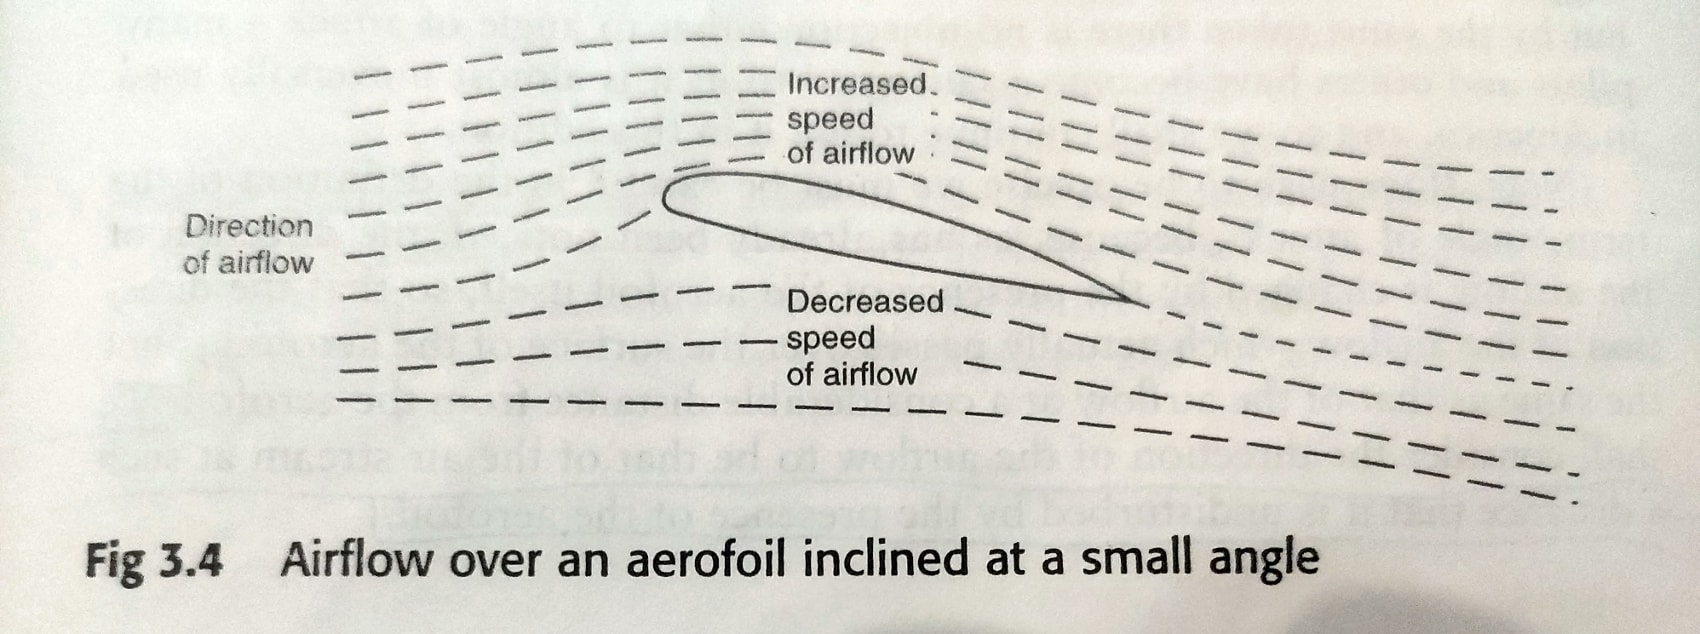 Increased
speed
of airflow
Direction
of airflow
Decreased
speed
of airflow
Fig 3.4 Airflow over an aerofoil inclined at a small angle